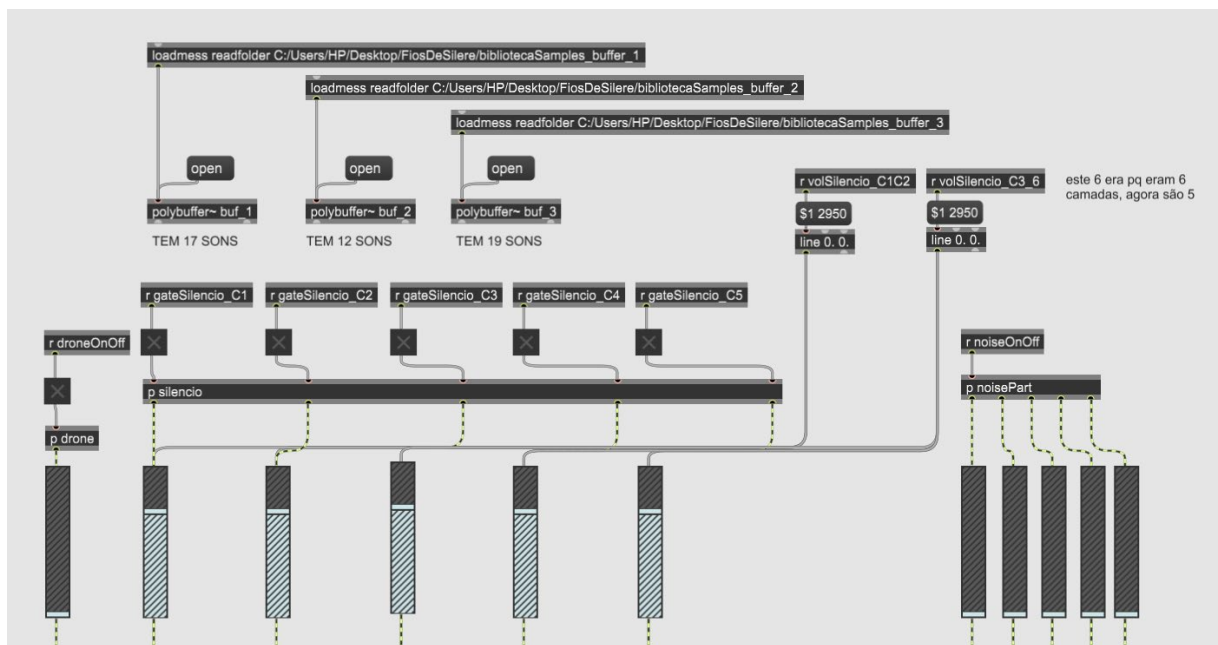 loadmess readfolder C:/Users/HP/Desktop/FiosDeSilere/bibliotecaSamples_buffer_1
loadmess readfolder C:/Users/HP/Desktop/FiosDeSilere/bibliotecaSamples_buffer_2
loadmess readfolder C:/Users/HP/Desktop/FiosDeSilere/bibliotecaSamples_buffer_3
open
open
open
r volSilencio_C1C2
r volSilencio_C3_6
este 6 era pq eram 6
camadas, agora são 5
polybuffer~ buf_1
polybuffer~ buf_2
polybuffer~ buf_3
$1 2950
$1 2950
TEM 17 SONS
TEM 12 SONS
TEM 19 SONS
line 0. 0.
line 0. 0.
r gateSilencio_C1
r gateSilencio_C2
r gateSilencio_C3
r gateSilencio_C4
r gateSilencio_C5
r droneOnOff
r noiseOnOff
p silencio
p noisePart
p drone